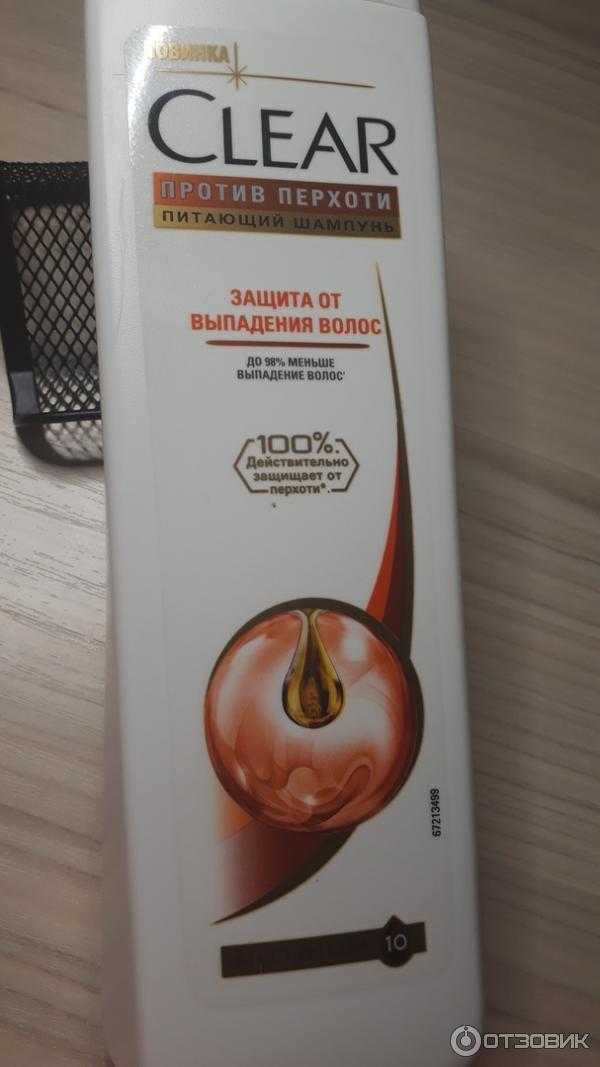 НОВИНКА
CLEAR
ПРОТИВ ПЕРХОТИ
ПИТАЮЩИЙ ШАМПУНЬ
ЗАЩИТА ОТ
ВЫПАДЕНИЯ ВОЛОС
ДО 98% МЕНЬШЕ
ВЫПАДЕНИЕ ВОЛОС*
100%.
Действительно
защищает от
перхоти*.
67213499
10
ОТЗОВИК